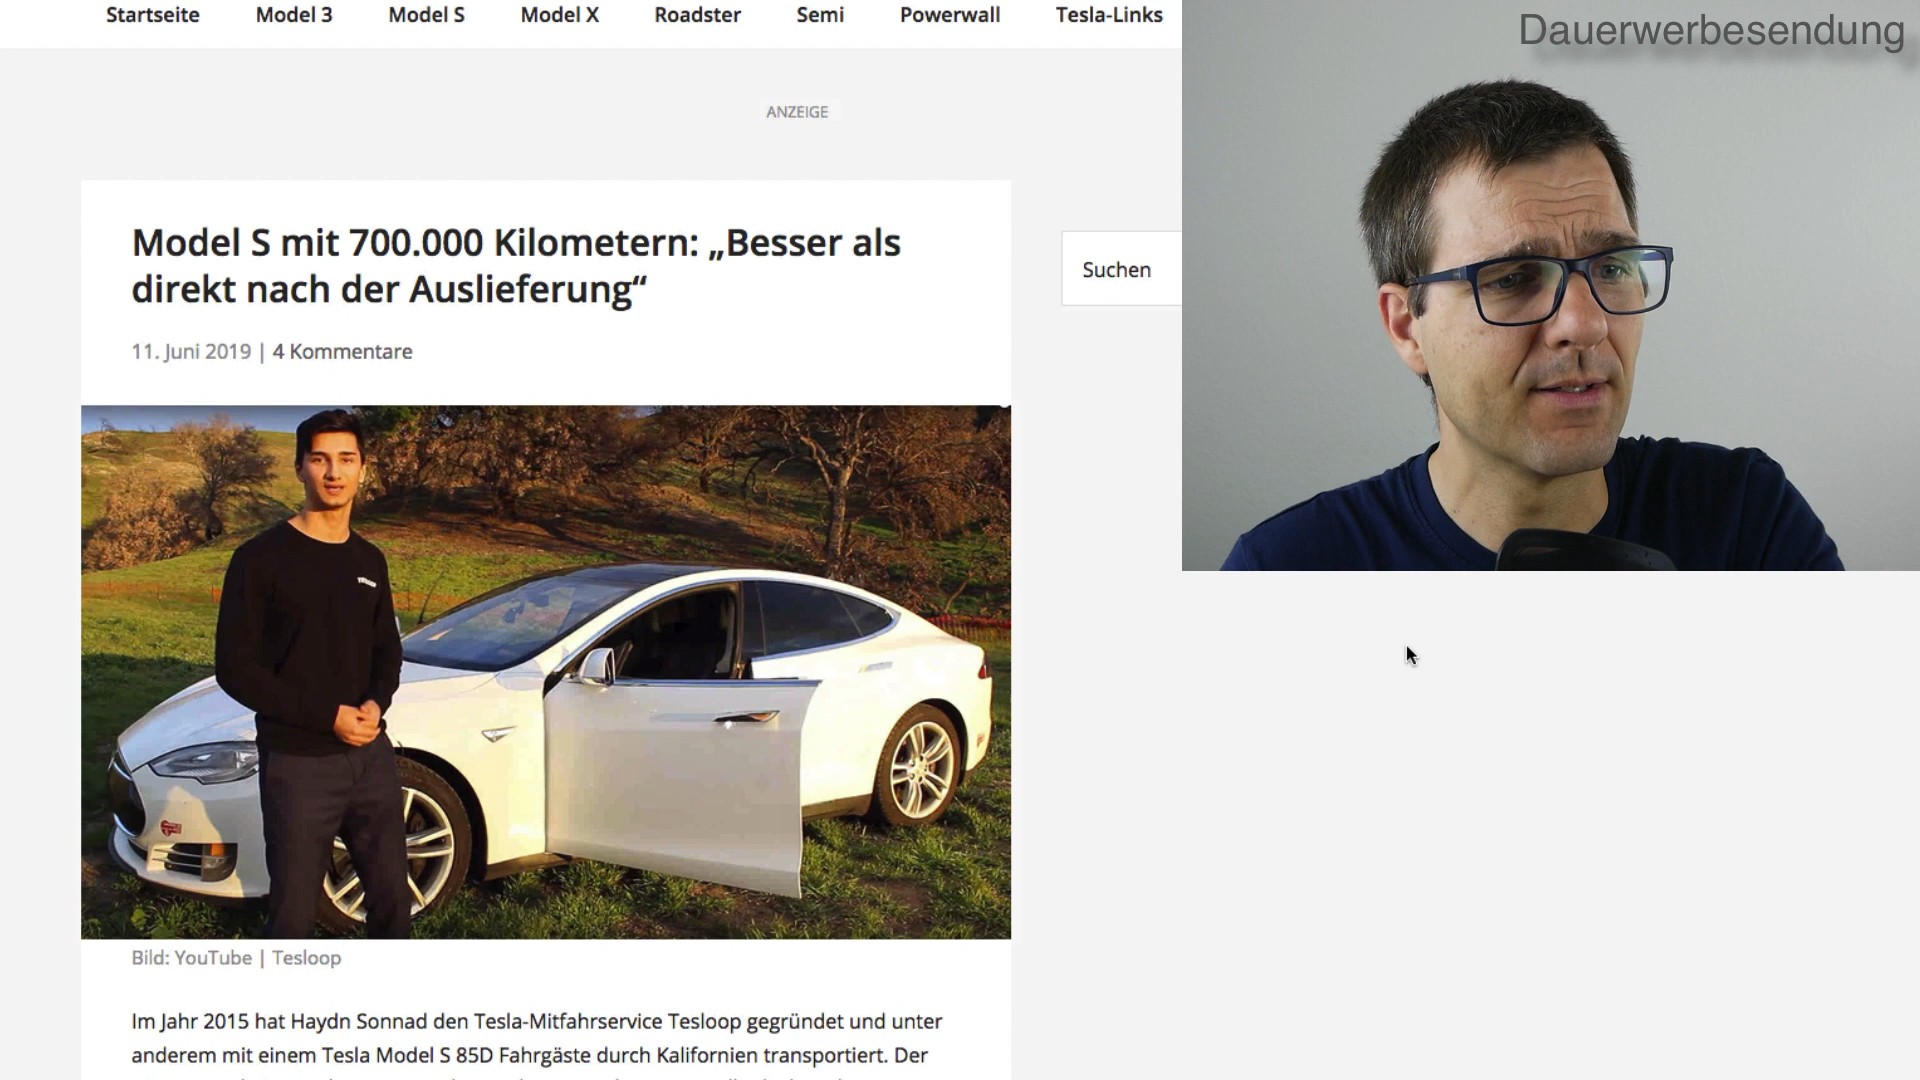 Startseite Model 3 Model S Model X Roadster Semi Powerwall Tesla-Links
Dauerwerbesendung
ANZEIGE
Model S mit 700.000 Kilometern: „Besser als
direkt nach der Auslieferung“
11. Juni 2019 | 4 Kommentare
Suchen
Bild: YouTube | Tesloop
Im Jahr 2015 hat Haydn Sonnad den Tesla-Mitfahrservice Tesloop gegründet und unter
anderem mit einem Tesla Model S 85D Fahrgäste durch Kalifornien transportiert. Der